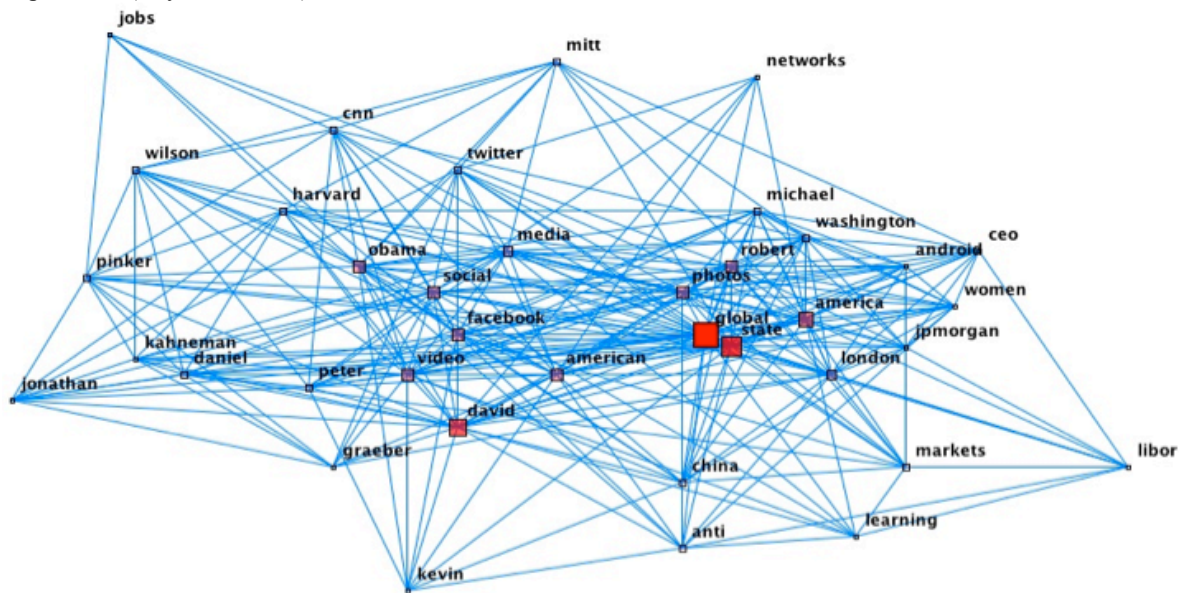 jobs
mitt
networks
cnn
wilson
twitter
harvard
michael
washington
ceo
media
obama
robert
android
pinker
social
photos
women
america
global
facebook
state
jpmorgan
kahneman
daniel
video
american
london
peter
jonathan
david
graeber
china
markets
libor
learning
anti
kevin